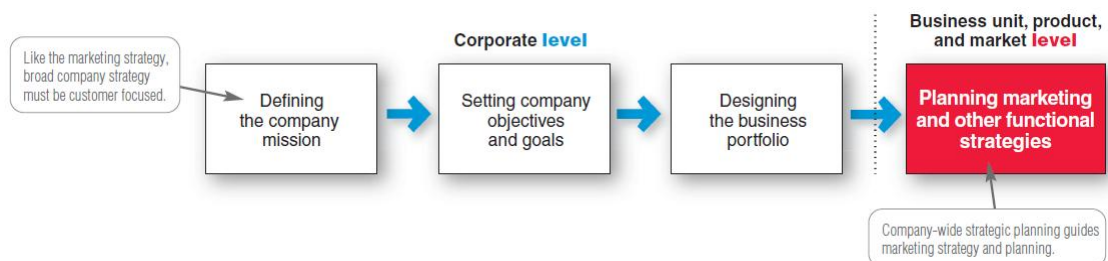 Corporate level
Business unit, product,
and market level
Like the marketing strategy,
broad company strategy
must be customer focused.
Defining
the company
mission
Setting company
objectives
and goals
Designing
the business
portfolio
Planning marketing
and other functional
strategies
Company-wide strategic planning guides
marketing strategy and planning.